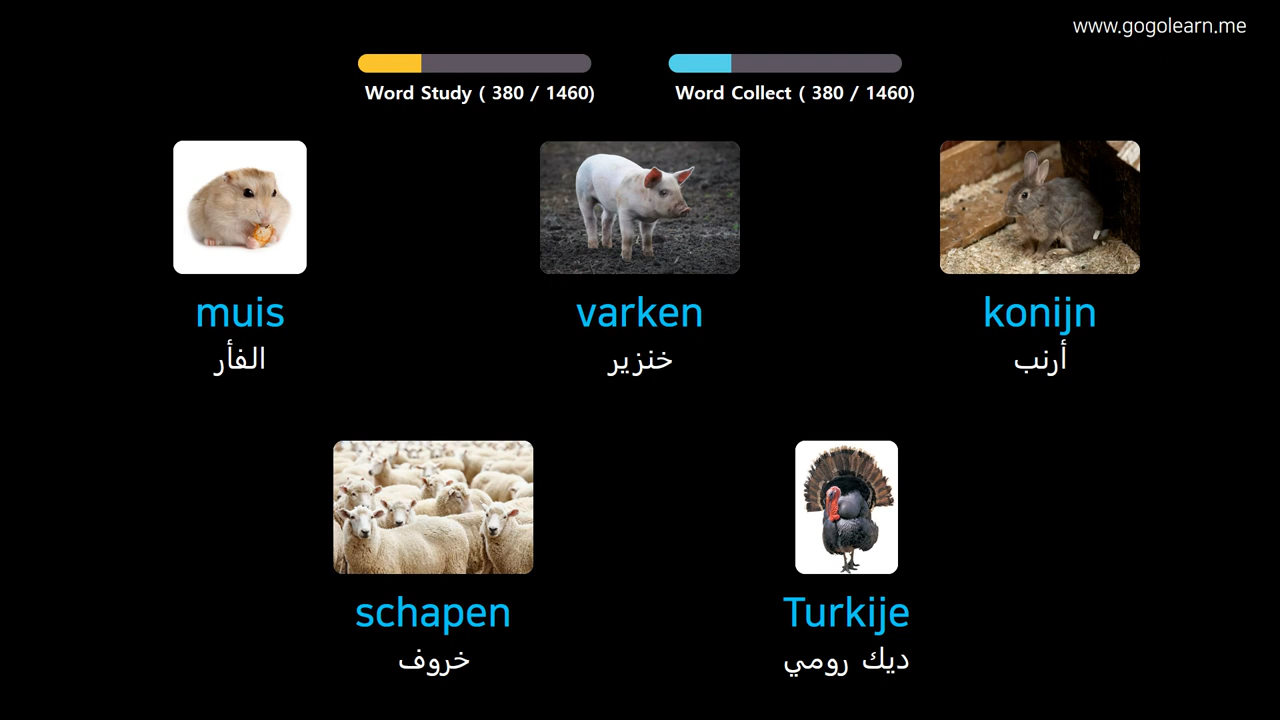 www.gogolearn.me
Word Study ( 380 / 1460)
Word Collect ( 380 / 1460)
muis
الفأر
varken
خنزير
konijn
أرنب
schapen
خروف
Turkije
ديك رومي